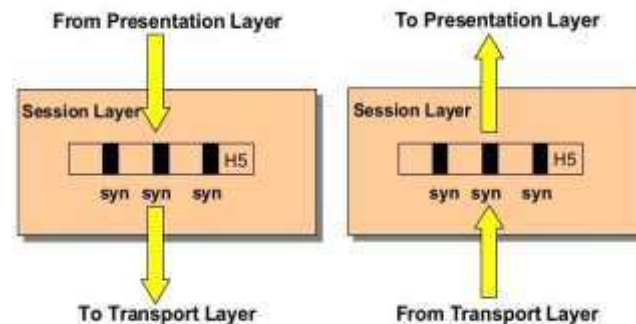 From Presentation Layer
Session Layer
H5
syn syn syn
To Transport Layer
To Presentation Layer
Session Layer
H5
syn syn syn
From Transport Layer